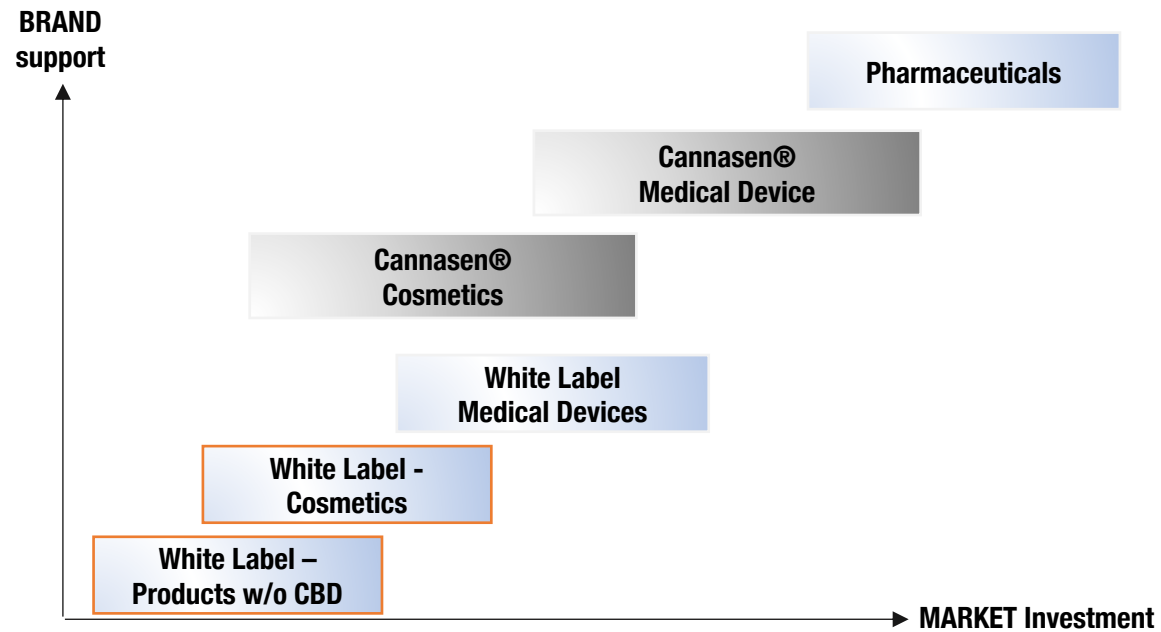 BRAND
support
Pharmaceuticals
Cannasen®
Medical Device
Cannasen®
Cosmetics
White Label
Medical Devices
White Label -
Cosmetics
White Label –
Products w/o CBD
MARKET Investment